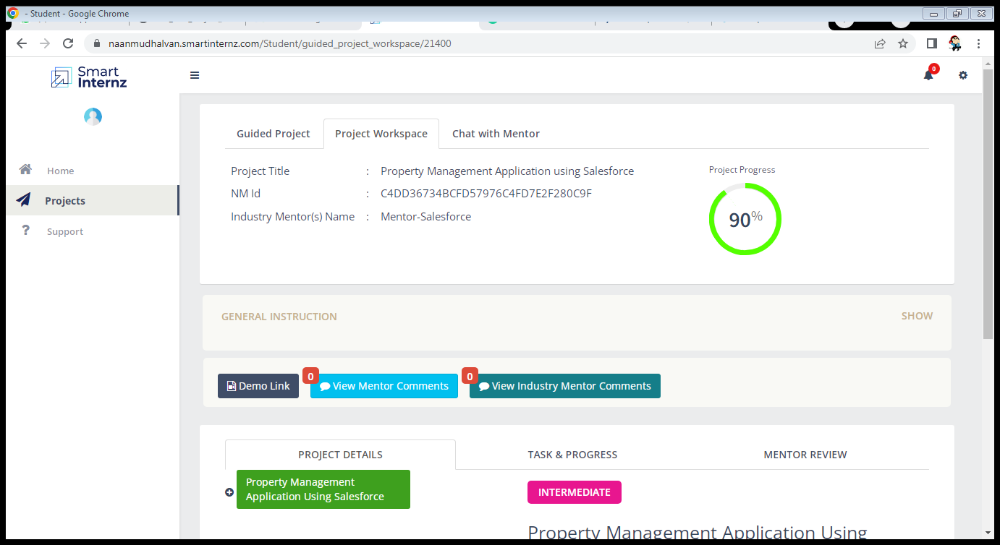 - Student - Google Chrome
naanmudhalvan.smartinternz.com/Student/guided_project_workspace/21400
Smart
Internz
0
Home
Projects
Support
Guided Project
Project Workspace
Chat with Mentor
Project Title : Property Management Application using Salesforce
NM Id : C4DD36734BCFD57976C4FD7E2F280C9F
Industry Mentor(s) Name : Mentor-Salesforce
Project Progress
90%
GENERAL INSTRUCTION
SHOW
Demo Link
0
View Mentor Comments
0
View Industry Mentor Comments
PROJECT DETAILS
TASK & PROGRESS
MENTOR REVIEW
Property Management
Application Using Salesforce
INTERMEDIATE
Property Management Application Using